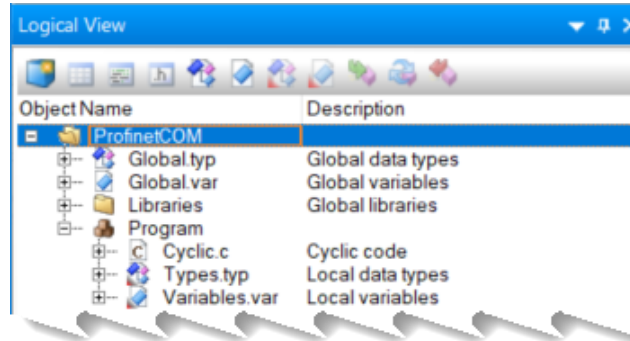 Logical View
Object Name Description
ProfinetCOM
Global.typ Global data types
Global.var Global variables
Libraries Global libraries
Program
Cyclic.c Cyclic code
Types.typ Local data types
Variables.var Local variables